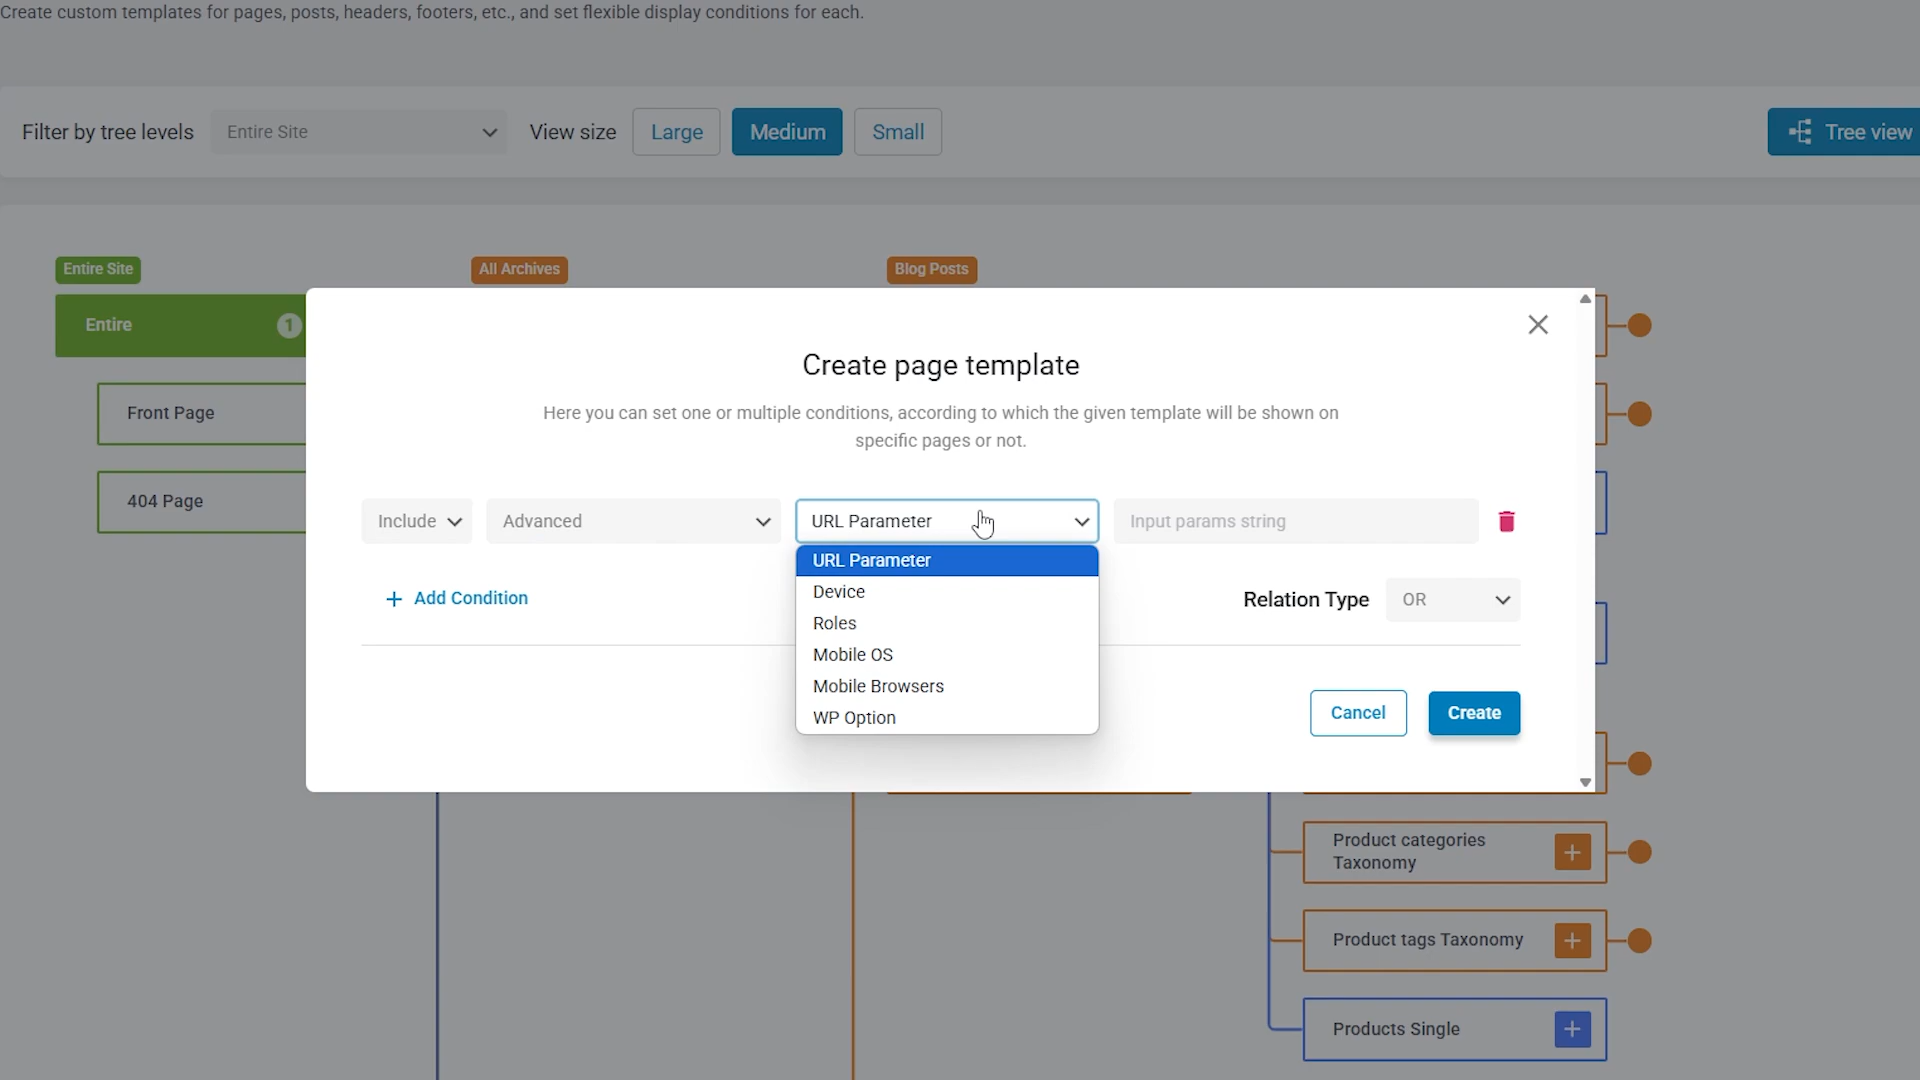 Create custom templates for pages, posts, headers, footers, etc., and set flexible display conditions for each.
Filter by tree levels
Entire Site
View size
Large
Medium
Small
Tree view
Entire Site
All Archives
Blog Posts
Entire
1
Front Page
404 Page
Create page template
Here you can set one or multiple conditions, according to which the given template will be shown on
specific pages or not.
Include
Advanced
URL Parameter
Input params string
URL Parameter
Device
Roles
Mobile OS
Mobile Browsers
WP Option
Add Condition
Relation Type
OR
Cancel
Create
Product categories
Taxonomy
Product tags Taxonomy
Products Single